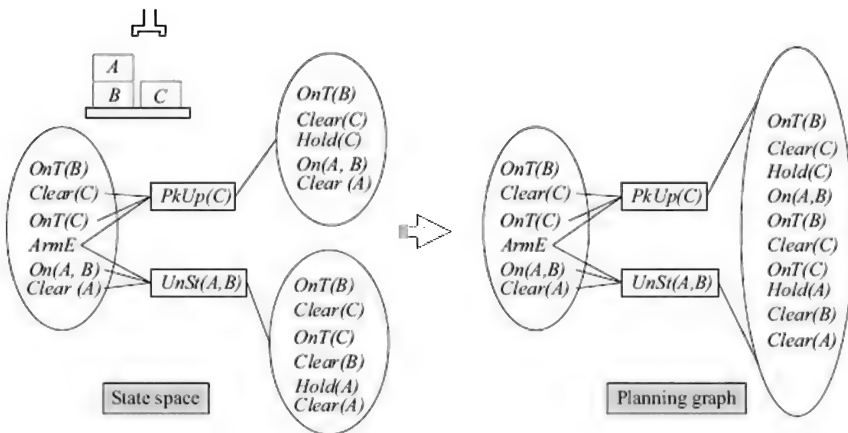 A
B C
OnT(B)
Clear(C)
OnT(C)
ArmE
On(A, B)
Clear (A)
PkUp(C)
UnSt(A,B)
OnT(B)
Clear(C)
Hold(C)
On(A, B)
Clear (A)
OnT(B)
Clear(C)
OnT(C)
Clear(B)
Hold(A)
Clear(A)
State space
OnT(B)
Clear(C)
OnT(C)
ArmE
On(A,B)
Clear(A)
PkUp(C)
UnSt(A,B)
OnT(B)
Clear(C)
Hold(C)
On(A,B)
OnT(B)
Clear(C)
OnT(C)
Hold(A)
Clear(B)
Clear(A)
Planning graph